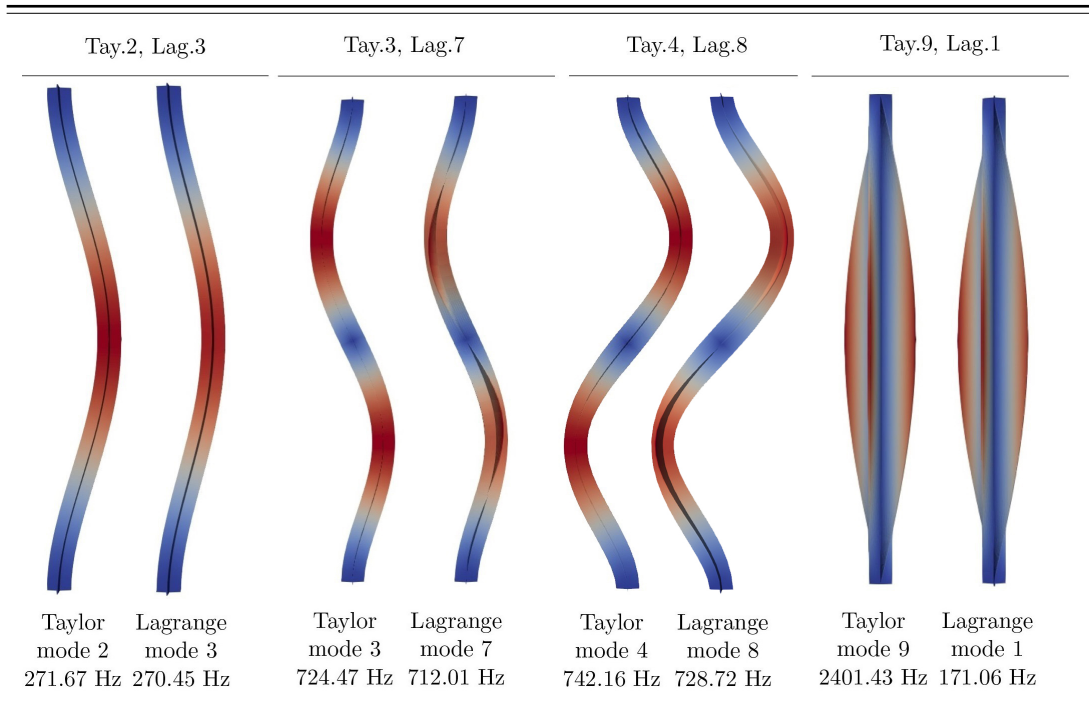 Tay.2, Lag.3
Tay.3, Lag.7
Tay.4, Lag.8
Tay.9, Lag.1
Taylor
mode 2
271.67 Hz
Lagrange
mode 3
270.45 Hz
Taylor
mode 3
724.47 Hz
Lagrange
mode 7
712.01 Hz
Taylor
mode 4
742.16 Hz
Lagrange
mode 8
728.72 Hz
Taylor
mode 9
2401.43 Hz
Lagrange
mode 1
171.06 Hz